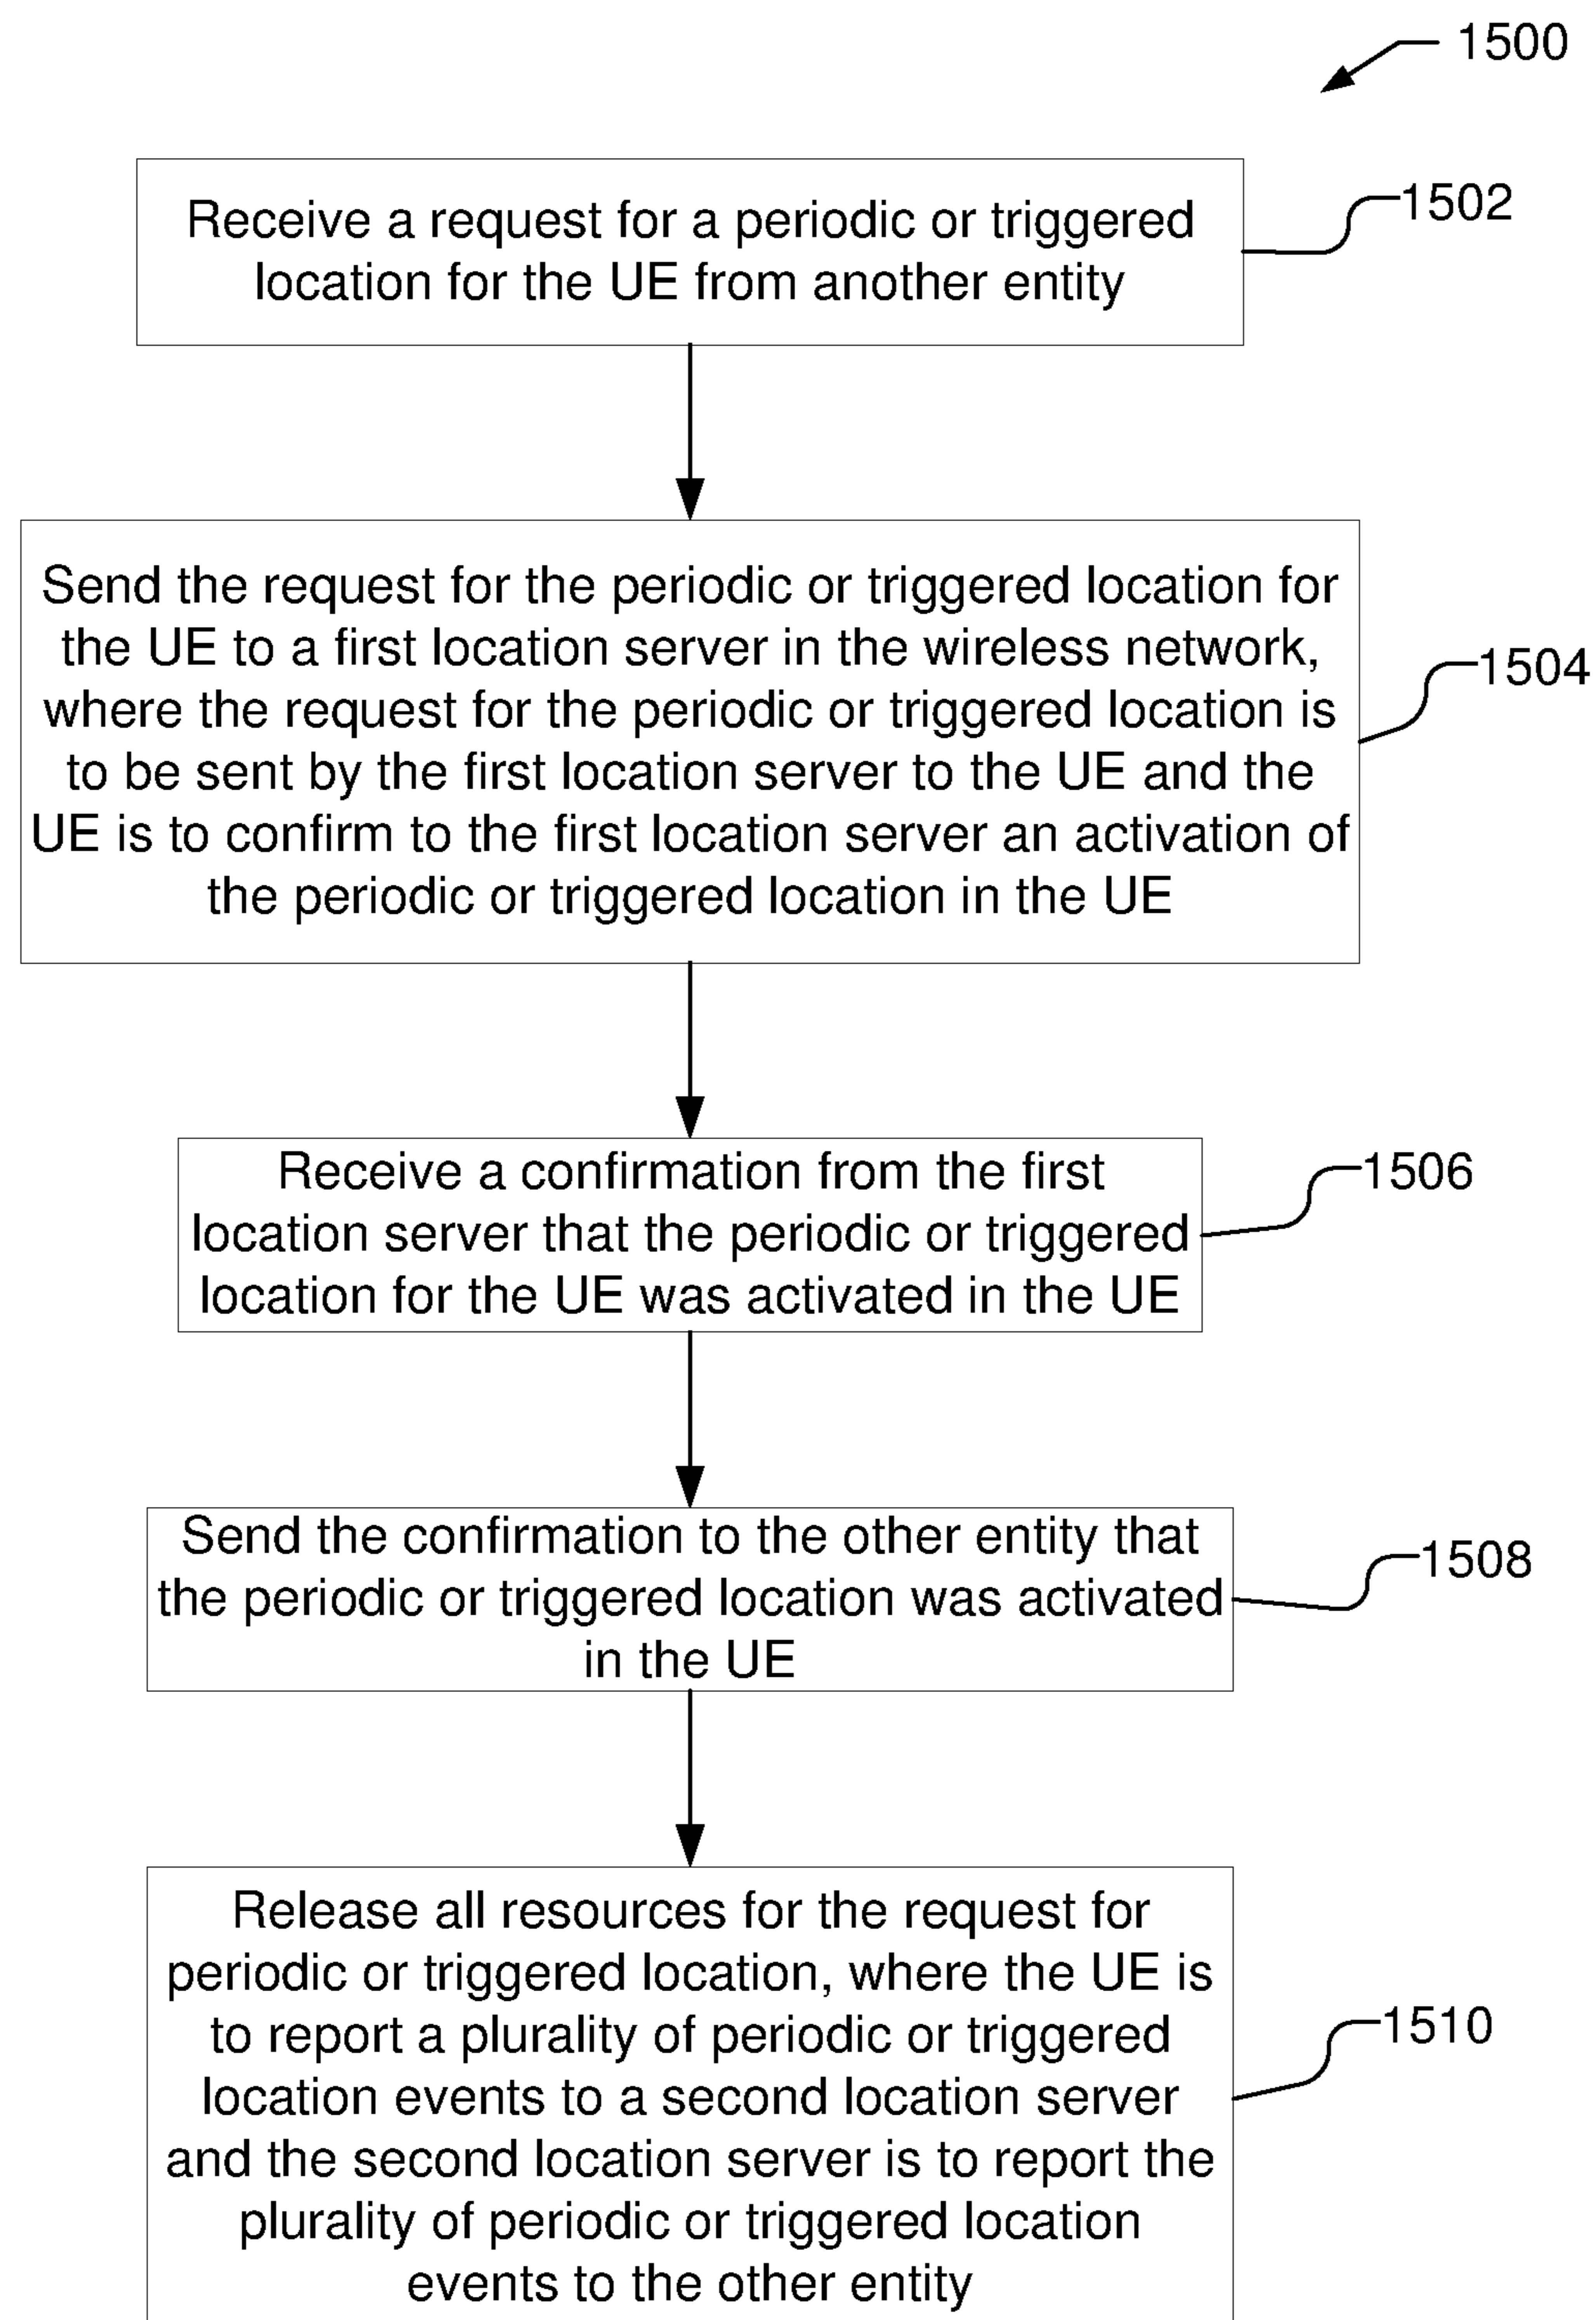 1500
Receive a request for a periodic or triggered
location for the UE from another entity
1502
Send the request for the periodic or triggered location for
the UE to a first location server in the wireless network,
where the request for the periodic or triggered location is
to be sent by the first location server to the UE and the
UE is to confirm to the first location server an activation of
the periodic or triggered location in the UE
1504
Receive a confirmation from the first
location server that the periodic or triggered
location for the UE was activated in the UE
1506
Send the confirmation to the other entity that
the periodic or triggered location was activated
in the UE
1508
Release all resources for the request for
periodic or triggered location, where the UE is
to report a plurality of periodic or triggered
location events to a second location server
and the second location server is to report the
plurality of periodic or triggered location
events to the other entity
1510